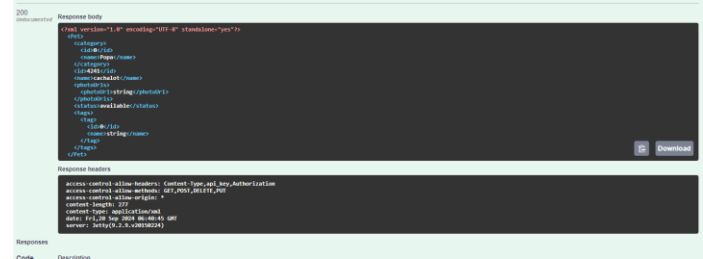 200
Undocumented
Response body
<?xml version="1.0" encoding="UTF-8" standalone="yes"?>
<Pet>
<category>
<id>0</id>
<name>Popa</name>
</category>
<id>4241</id>
<name>cachalot</name>
<photoUrls>
<photoUrl>string</photoUrl>
</photoUrls>
<status>available</status>
<tags>
<tag>
<id>0</id>
<name>string</name>
</tag>
</tags>
</Pet>
Download
Response headers
access-control-allow-headers: Content-Type,api_key,Authorization
access-control-allow-methods: GET,POST,DELETE,PUT
access-control-allow-origin: *
content-length: 277
content-type: application/xml
date: Fri,20 Sep 2024 06:40:45 GMT
server: Jetty(9.2.9.v20150224)
Responses
Code Description